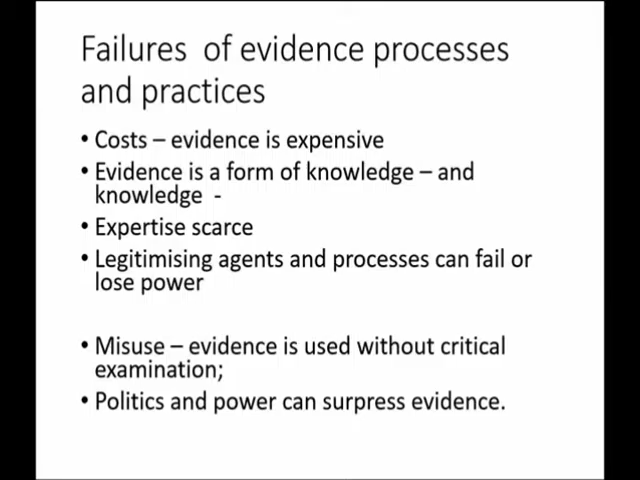 Failures  of evidence processes
and practices
• Costs – evidence is expensive
• Evidence is a form of knowledge – and
knowledge  -
• Expertise scarce
• Legitimising agents and processes can fail or
lose power
• Misuse – evidence is used without critical
examination;
• Politics and power can surpress evidence.